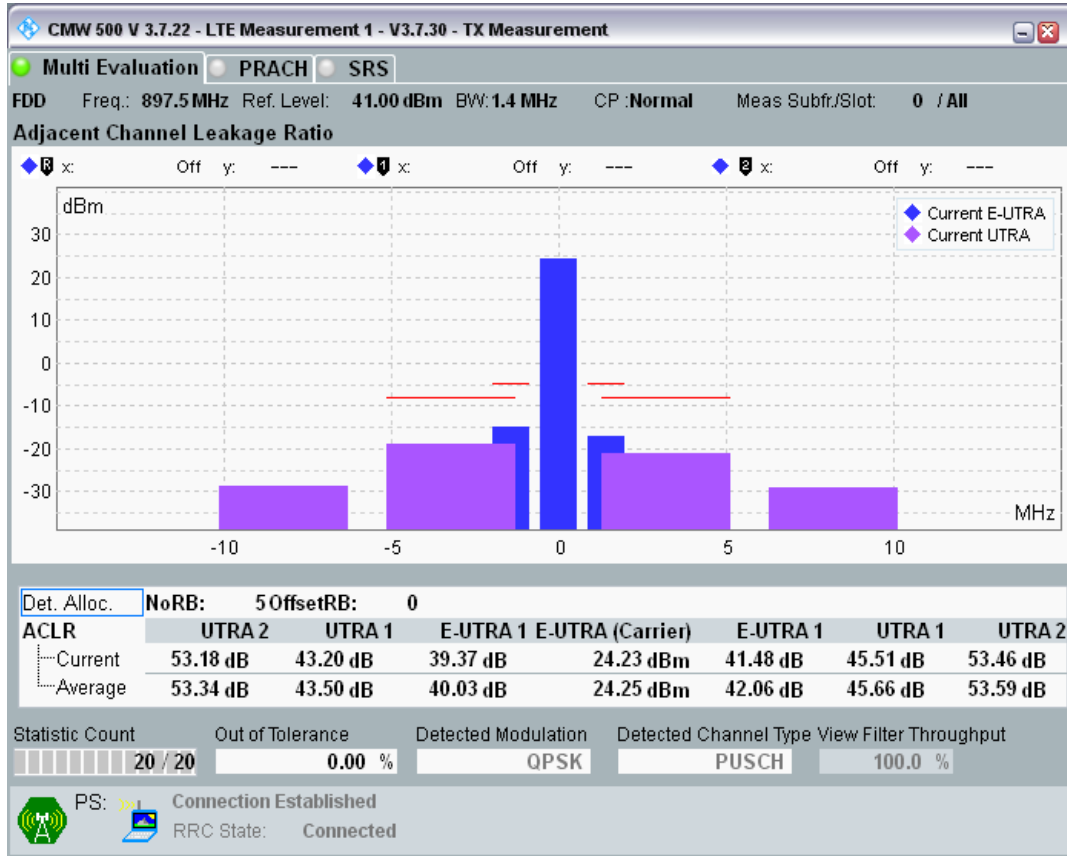 CMW 500 V 3.7.22 - LTE Measurement 1 - V3.7.30 - TX Measurement
Multi Evaluation PRACH SRS
FDD Freq.: 897.5 MHz Ref. Level: 41.00 dBm BW: 1.4 MHz CP :Normal Meas Subfr./Slot: 0 / All
Adjacent Channel Leakage Ratio
R x: Off y: --- 1 x: Off y: --- 2 x: Off y: ---
dBm
Current E-UTRA
Current UTRA
30
20
10
0
-10
-20
-30
MHz
-10 -5 0 5 10
Det. Alloc. NoRB: 5 OffsetRB: 0
ACLR UTRA 2 UTRA 1 E-UTRA 1 E-UTRA (Carrier) E-UTRA 1 UTRA 1 UTRA 2
Current 53.18 dB 43.20 dB 39.37 dB 24.23 dBm 41.48 dB 45.51 dB 53.46 dB
Average 53.34 dB 43.50 dB 40.03 dB 24.25 dBm 42.06 dB 45.66 dB 53.59 dB
Statistic Count Out of Tolerance Detected Modulation Detected Channel Type View Filter Throughput
20 / 20 0.00 % QPSK PUSCH 100.0 %
PS: Connection Established
RRC State: Connected